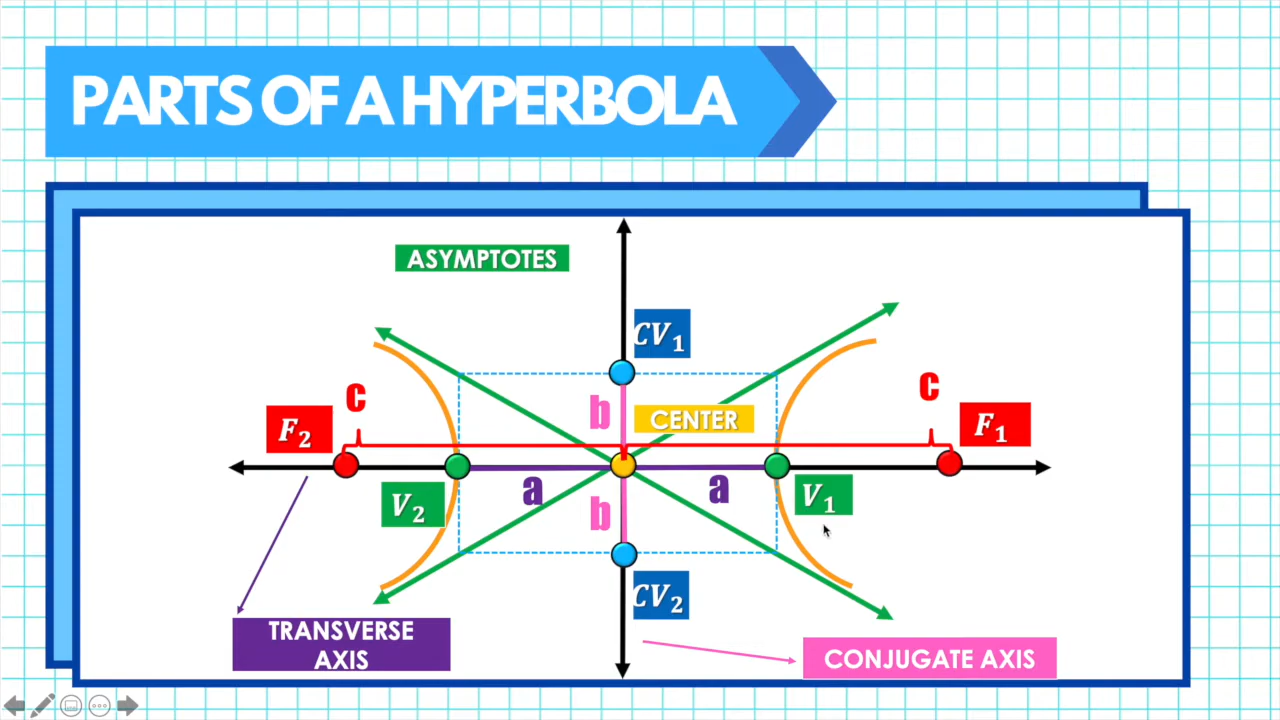 PARTS OF A HYPERBOLA
ASYMPTOTES
CV₁
c
c
b
CENTER
F₂
F₁
V₂
a
a
V₁
b
CV₂
TRANSVERSE
AXIS
CONJUGATE AXIS